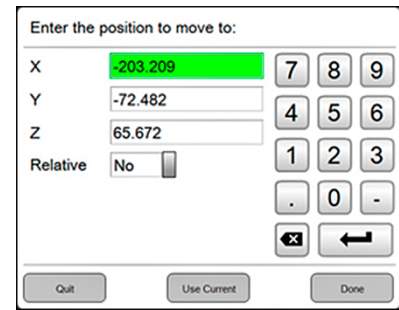 Enter the position to move to:
X -203.209
Y -72.482
Z 65.672
Relative No
7 8 9
4 5 6
1 2 3
. 0 -
Quit Use Current Done